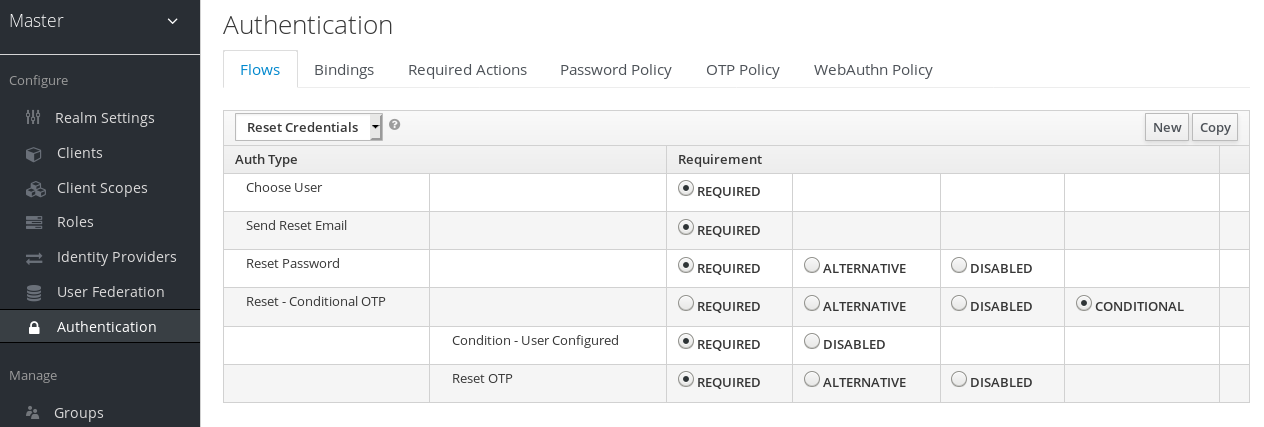 Master
Configure
Realm Settings
Clients
Client Scopes
Roles
Identity Providers
User Federation
Authentication
Manage
Groups
Authentication
Flows Bindings Required Actions Password Policy OTP Policy WebAuthn Policy
Reset Credentials ? New Copy
Auth Type Requirement
Choose User REQUIRED
Send Reset Email REQUIRED
Reset Password REQUIRED ALTERNATIVE DISABLED
Reset - Conditional OTP REQUIRED ALTERNATIVE DISABLED CONDITIONAL
Condition - User Configured REQUIRED DISABLED
Reset OTP REQUIRED ALTERNATIVE DISABLED